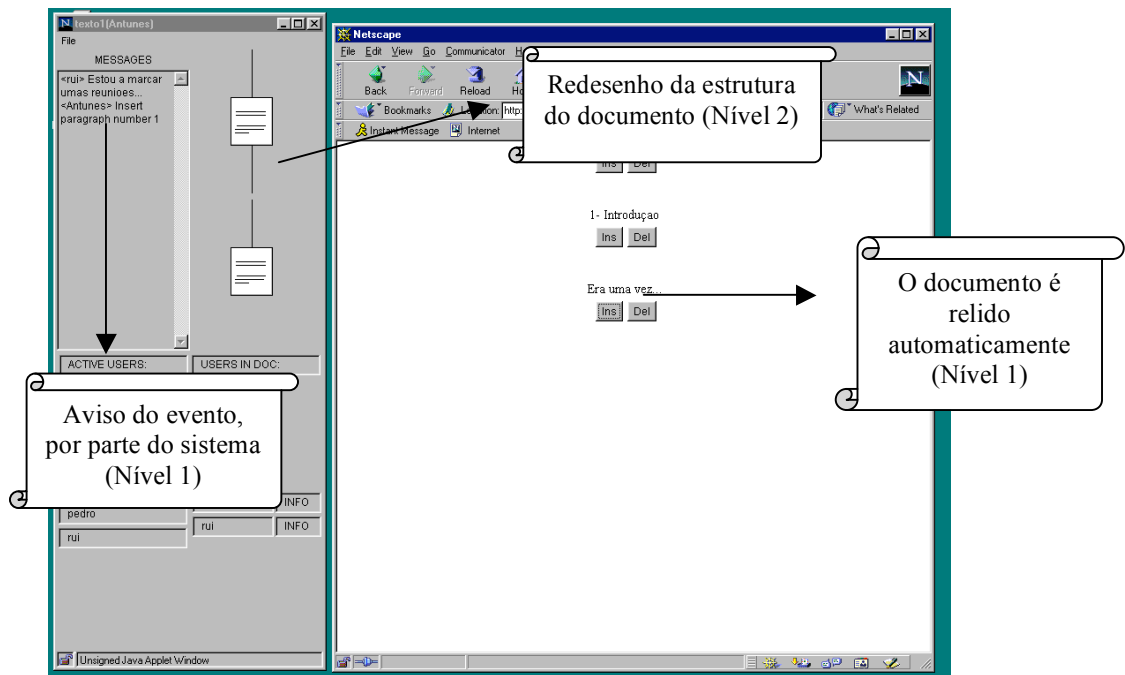 texto1(Antunes)
File
MESSAGES
<rui> Estou a marcar
umas reunioes...
<Antunes> Insert
paragraph number 1
ACTIVE USERS:
USERS IN DOC:
Aviso do evento,
por parte do sistema
(Nível 1)
INFO
pedro
rui
INFO
rui
Unsigned Java Applet Window
Netscape
File Edit View Go Communicator
Back Forward Reload
Bookmarks Location: http:
What's Related
Instant Message Internet
Redesenho da estrutura
do documento (Nível 2)
Ins Del
1- Introduçao
Ins Del
Era uma vez...
Ins Del
O documento é
relido
automaticamente
(Nível 1)